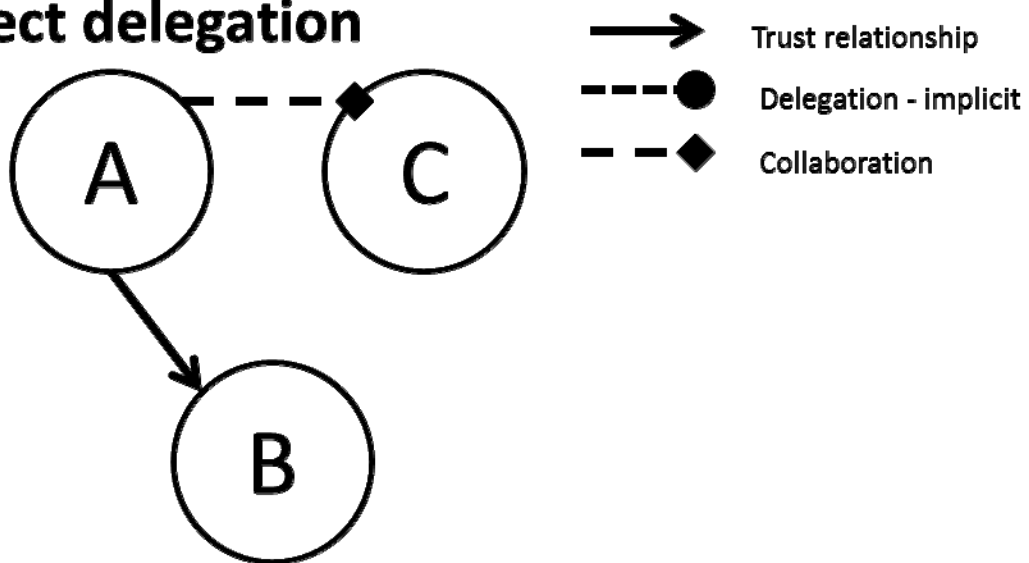 ect delegation
Trust relationship
Delegation - implicit
Collaboration
A
C
B